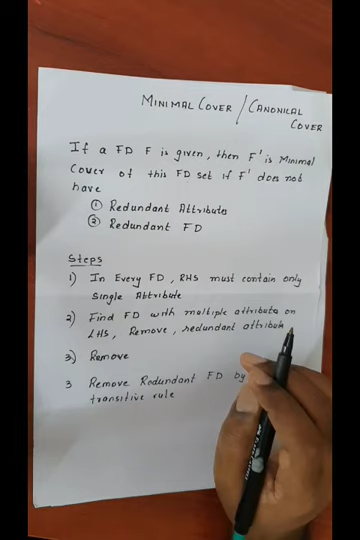 MINIMAL COVER / CANONICAL
COVER
If a FD F is given, then F' is Minimal
Cover of this FD set if F' does not
have
① Redundant Attributes
② Redundant FD
Steps
1) In Every FD, RHS must contain only
Single Attribute
2) Find FD with multiple attributes on
LHS, Remove, redundant attribute
3) Remove
3 Remove Redundant FD by
transitive rule